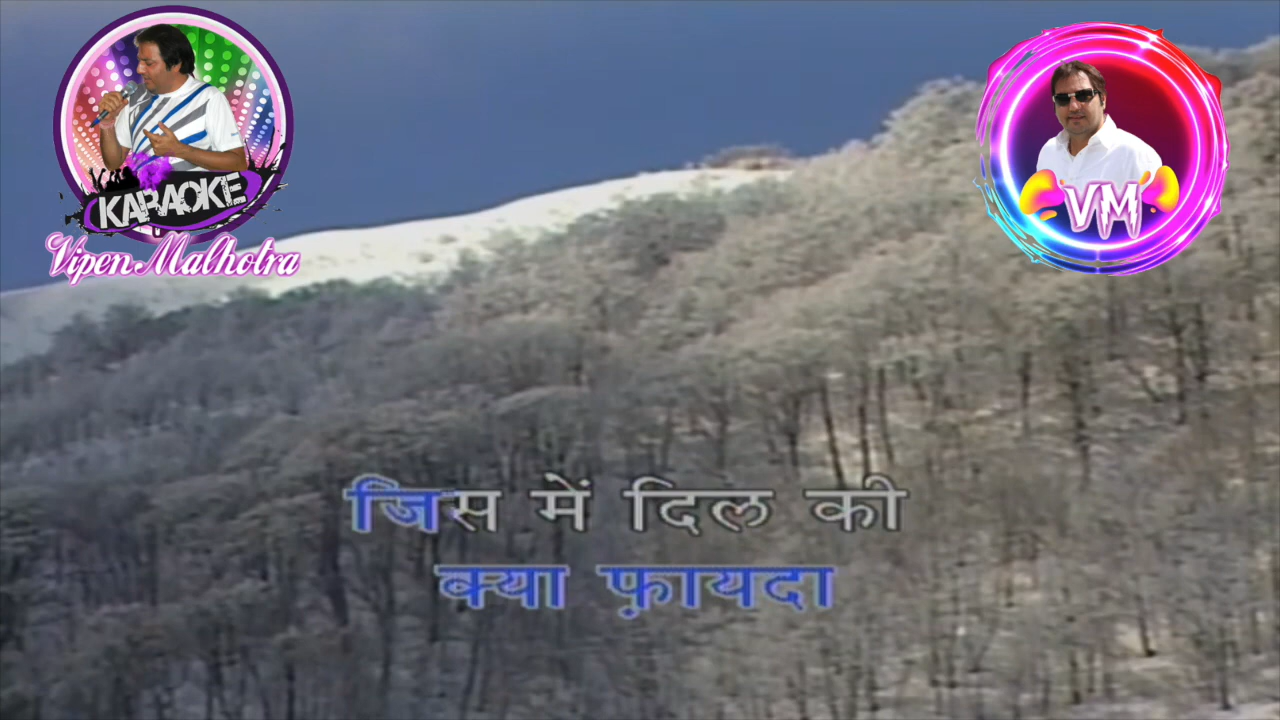 KARAOKE
Vipen Malhotra
VM
जिस में दिल की
क्या फ़ायदा